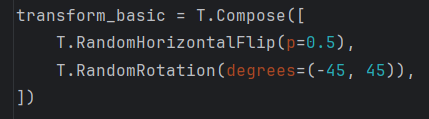 transform_basic = T.Compose([
    T.RandomHorizontalFlip(p=0.5),
    T.RandomRotation(degrees=(-45, 45)),
])